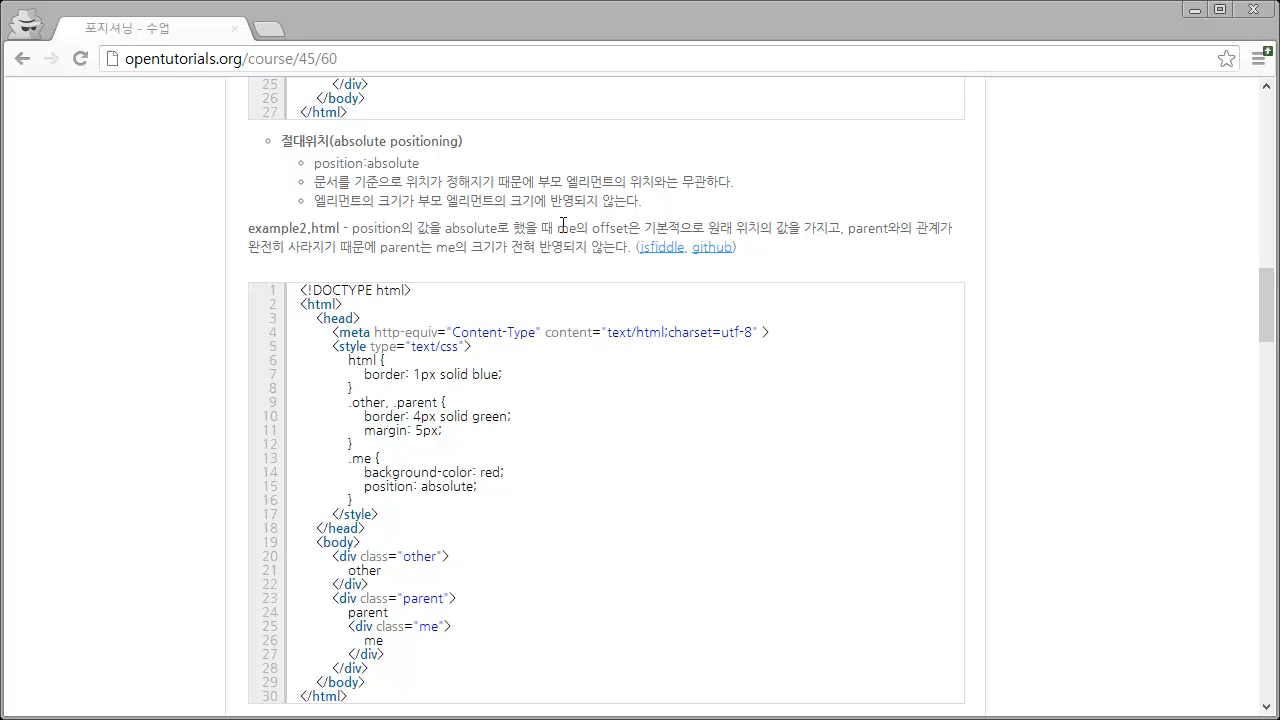 포지셔닝 - 수업
opentutorials.org/course/45/60
25 </div>
26 </body>
27 </html>
절대위치(absolute positioning)
position:absolute
문서를 기준으로 위치가 정해지기 때문에 부모 엘리먼트의 위치와는 무관하다.
엘리먼트의 크기가 부모 엘리먼트의 크기에 반영되지 않는다.
example2.html - position의 값을 absolute로 했을 때 me의 offset은 기본적으로 원래 위치의 값을 가지고, parent와의 관계가
완전히 사라지기 때문에 parent는 me의 크기가 전혀 반영되지 않는다. (jsfiddle, github)
1 <!DOCTYPE html>
2 <html>
3 <head>
4 <meta http-equiv="Content-Type" content="text/html;charset=utf-8" >
5 <style type="text/css">
6 html {
7 border: 1px solid blue;
8 }
9 .other, .parent {
10 border: 4px solid green;
11 margin: 5px;
12 }
13 .me {
14 background-color: red;
15 position: absolute;
16 }
17 </style>
18 </head>
19 <body>
20 <div class="other">
21 other
22 </div>
23 <div class="parent">
24 parent
25 <div class="me">
26 me
27 </div>
28 </div>
29 </body>
30 </html>